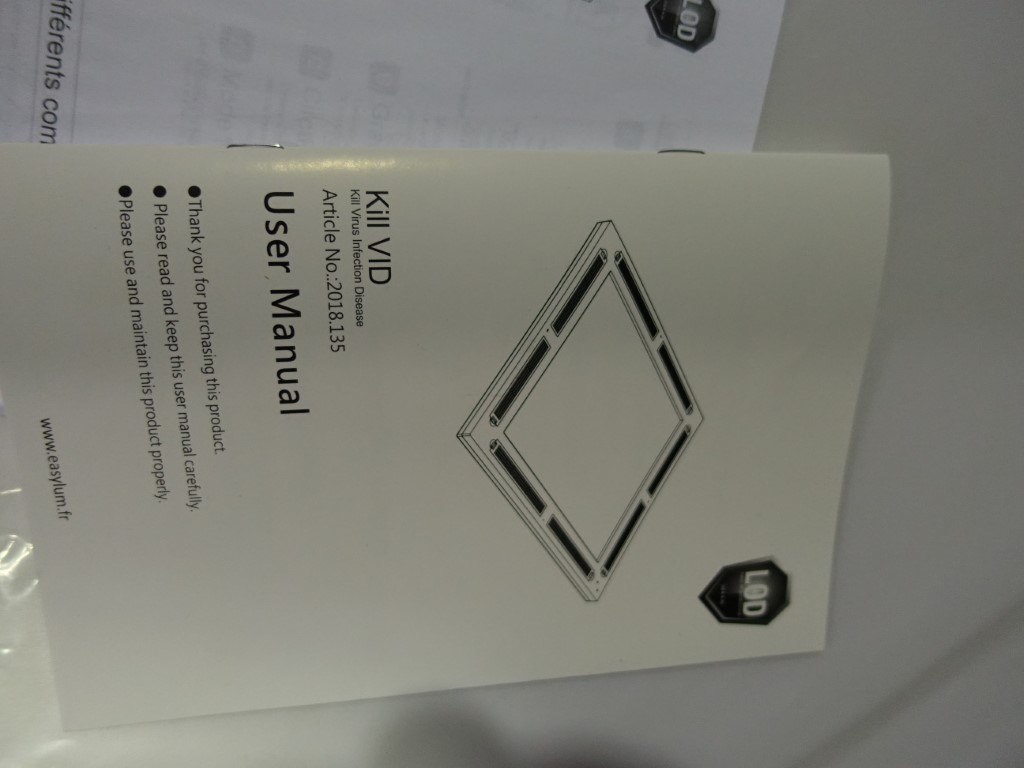 LOD
Kill VID
Kill Virus Infection Disease
Article No.:2018.135
User Manual
●Thank you for purchasing this product.
● Please read and keep this user manual carefully.
●Please use and maintain this product properly.
www.easylum.fr
LOD
ifférents com